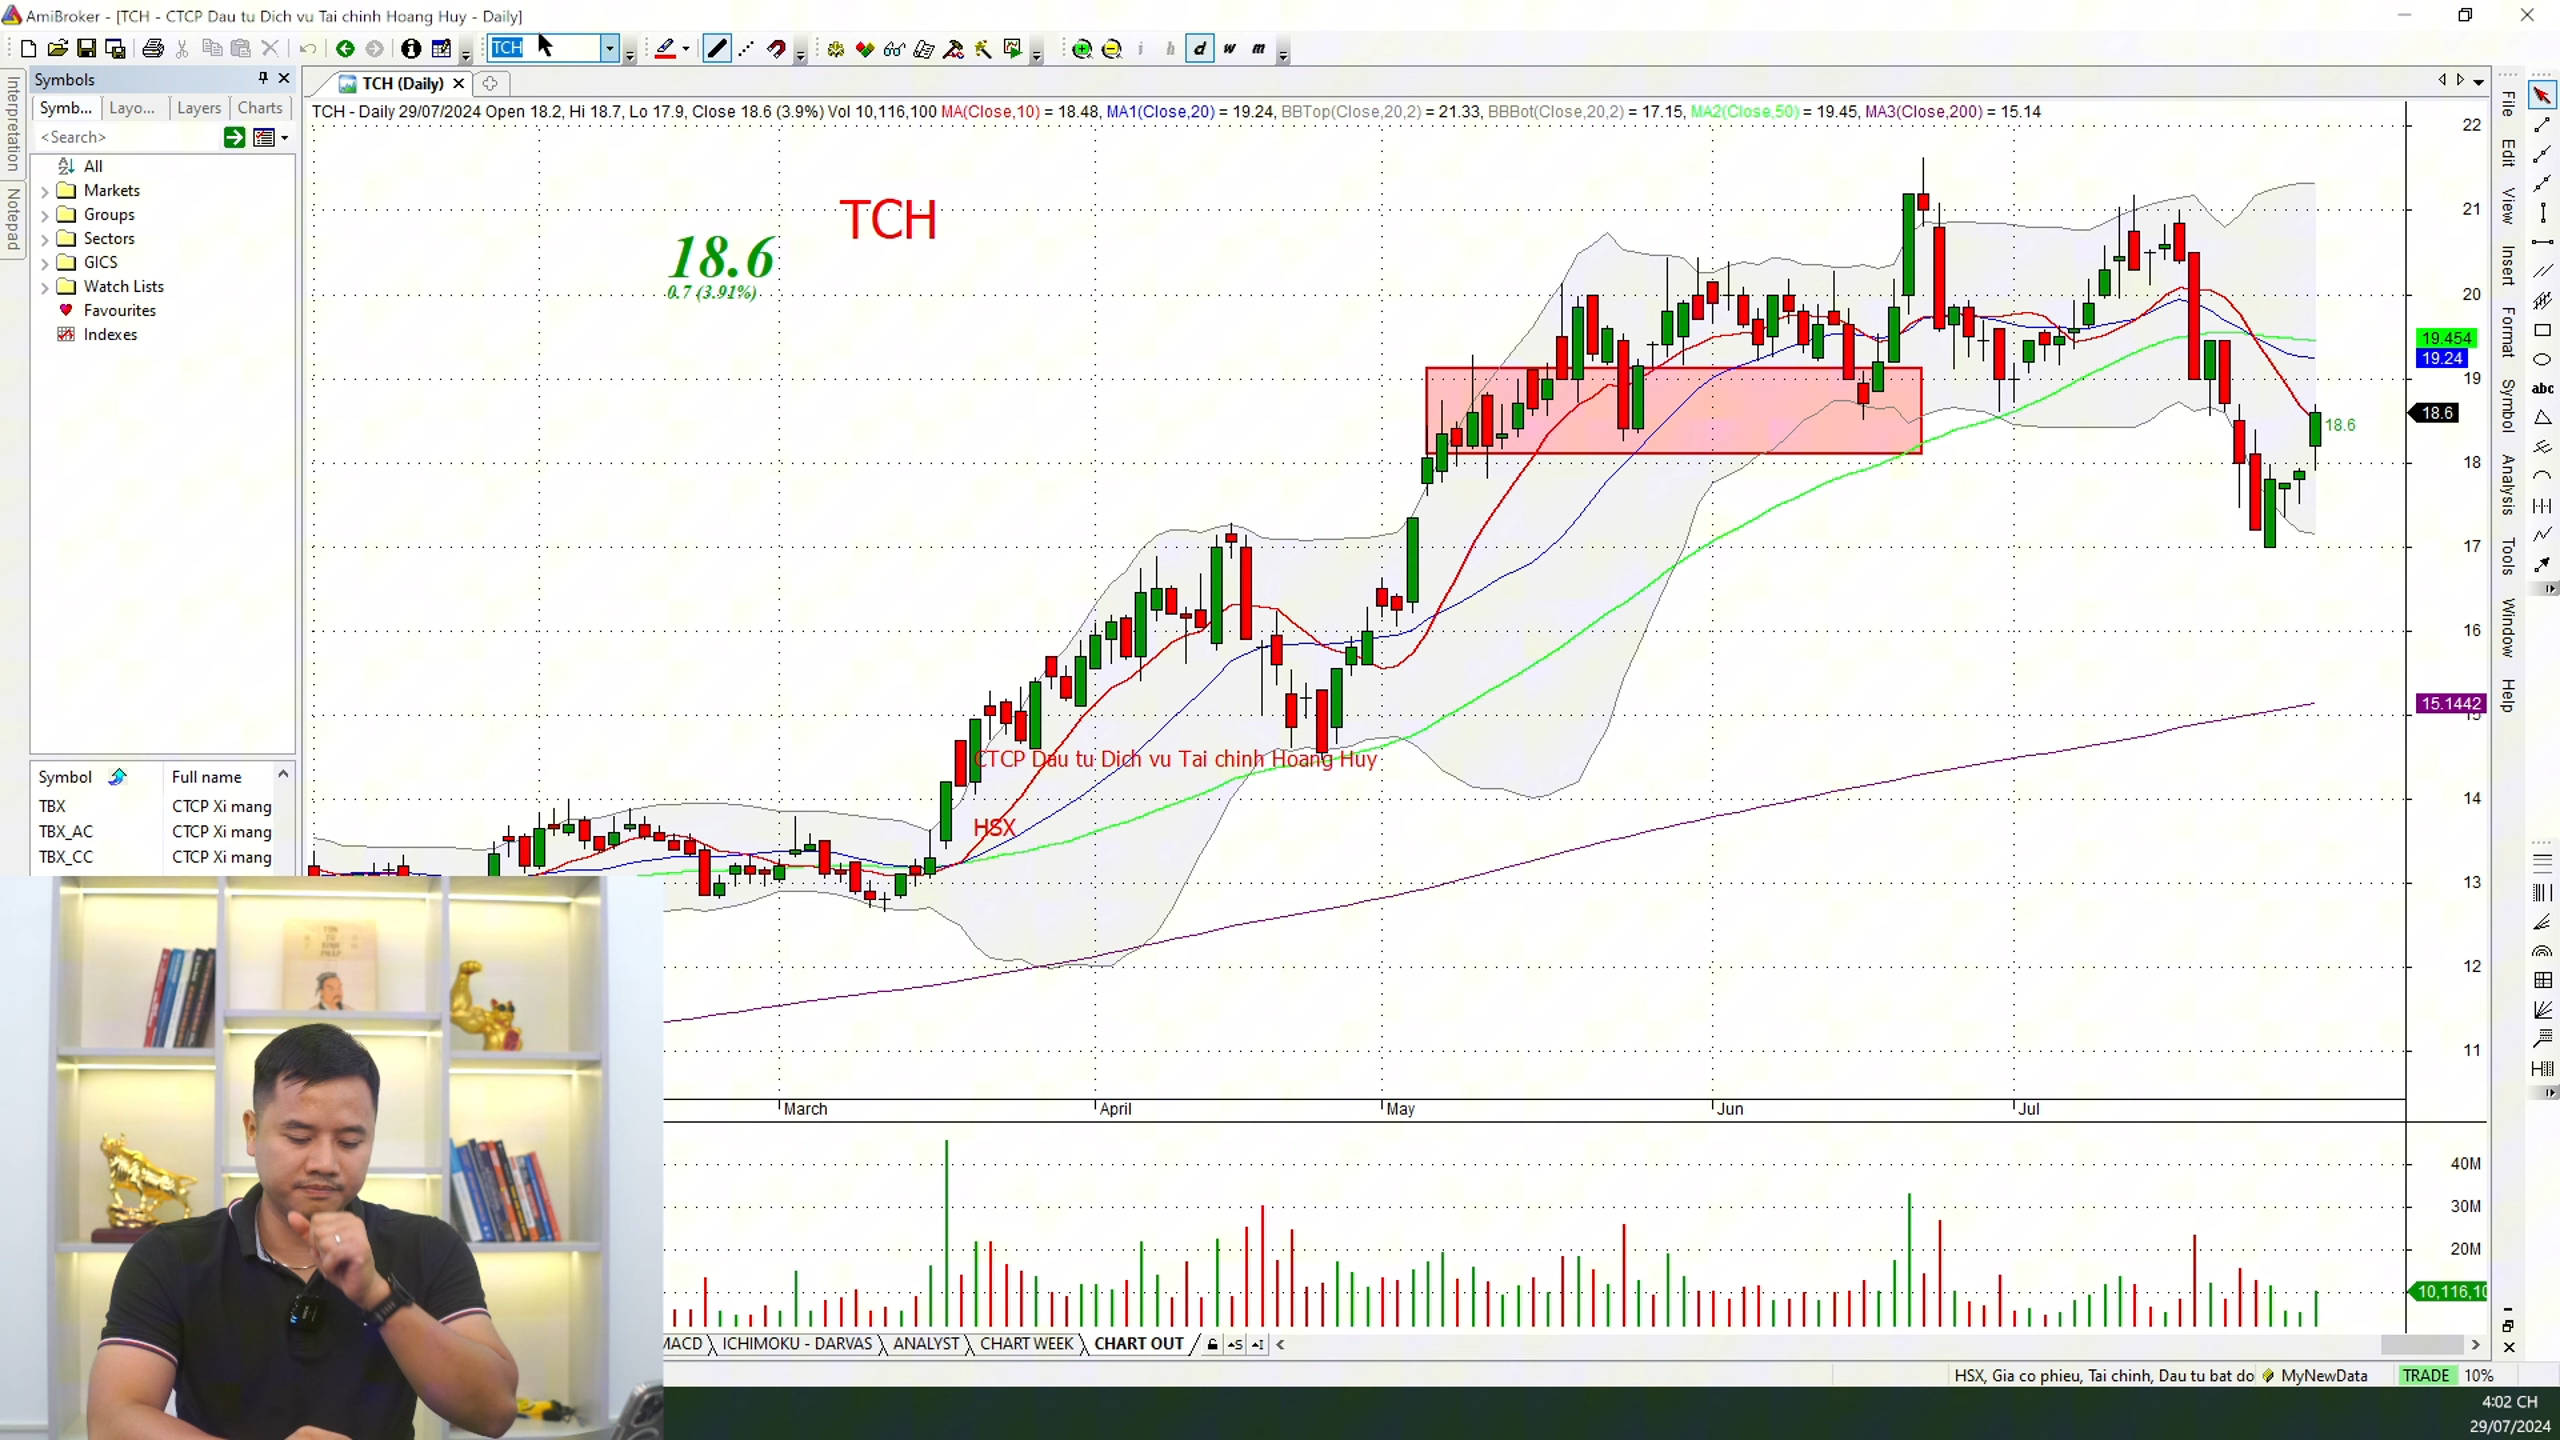 AmiBroker - [TCH - CTCP Dau tu Dich vu Tai chinh Hoang Huy - Daily]
TCH
i h d w m
Symbols
TCH (Daily)
Symb... Layo... Layers Charts
TCH - Daily 29/07/2024 Open 18.2, Hi 18.7, Lo 17.9, Close 18.6 (3.9%) Vol 10,116,100 MA(Close,10) = 18.48, MA1(Close,20) = 19.24, BBTop(Close,20,2) = 21.33, BBBot(Close,20,2) = 17.15, MA2(Close,50) = 19.45, MA3(Close,200) = 15.14
<Search>
Interpretation
Notepad
All
Markets
Groups
Sectors
GICS
Watch Lists
Favourites
Indexes
Symbol Full name
TBX CTCP Xi mang
TBX_AC CTCP Xi mang
TBX_CC CTCP Xi mang
TCH
18.6
0.7 (3.91%)
CTCP Dau tu Dich vu Tai chinh Hoang Huy
HSX
18.6
22
21
20
19.454
19.24
19
18.6
18
17
16
15.1442
15
14
13
12
11
March April May Jun Jul
40M
30M
20M
10,116,10
File
Edit
View
Insert
Format
Symbol
Analysis
Tools
Window
Help
abc
MACD ICHIMOKU - DARVAS ANALYST CHART WEEK CHART OUT
HSX, Gia co phieu, Tai chinh, Dau tu bat do MyNewData TRADE 10%
4:02 CH
29/07/2024